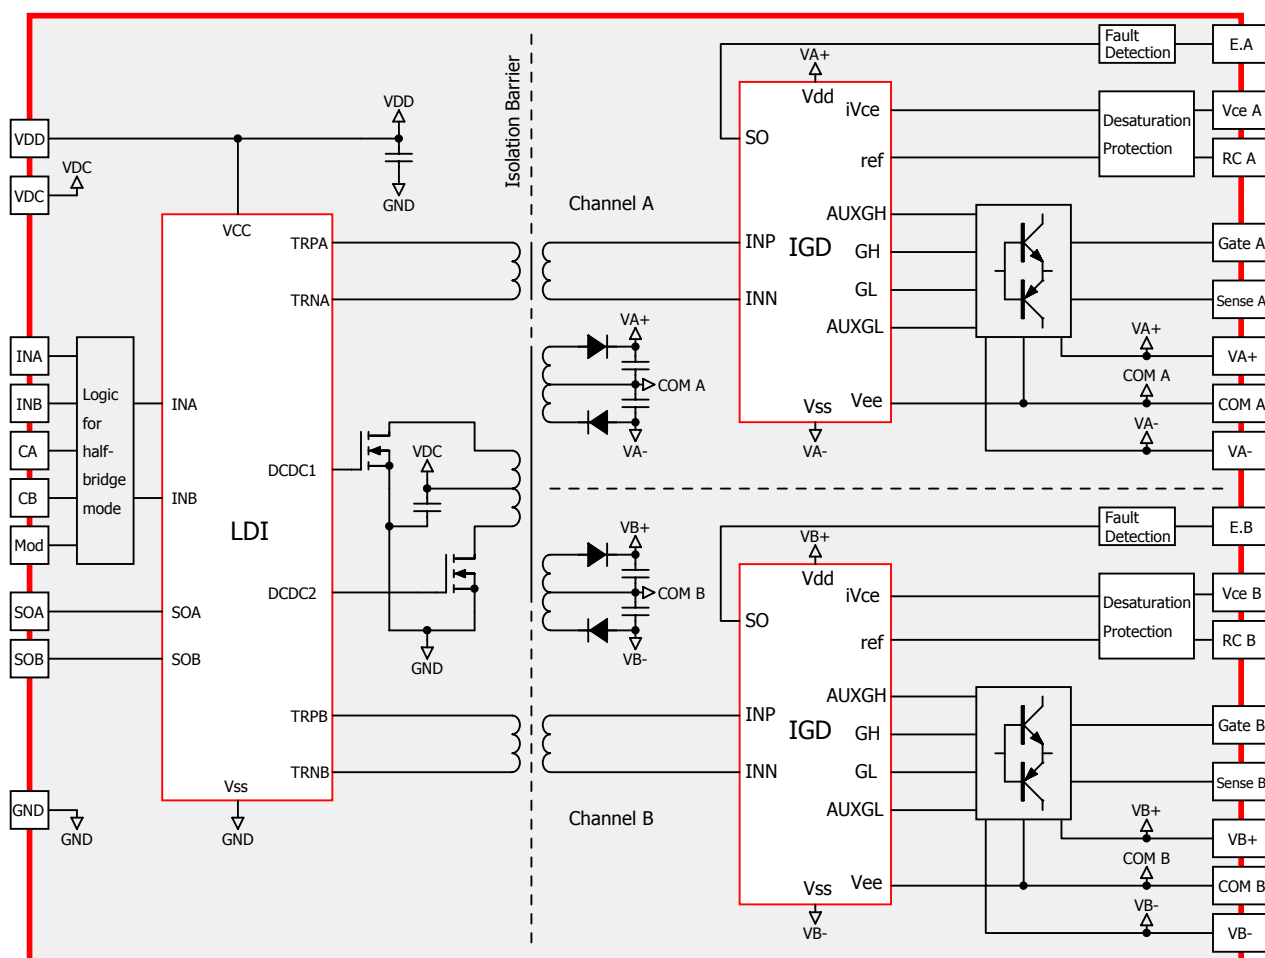 VDD
VDC
VDC
VDD
GND
Isolation Barrier
VCC
TRPA
TRNA
INA
INB
CA
CB
Mod
Logic
for
half-
bridge
mode
INA
INB
LDI
DCDC1
DCDC2
VDC
GND
SOA
SOB
SOA
SOB
TRPB
TRNB
Vss
GND
GND
GND
Channel A
VA+
COM A
VA-
VA+
Vdd
SO
iVce
ref
AUXGH
INP
IGD
GH
INN
GL
AUXGL
Vss
Vee
VA-
Fault
Detection
E.A
Desaturation
Protection
Vce A
RC A
Gate A
Sense A
VA+
VA+
COM A
COM A
VA-
VA-
VB+
COM B
VB-
Channel B
VB+
Vdd
SO
iVce
ref
AUXGH
INP
IGD
GH
INN
GL
AUXGL
Vss
Vee
VB-
Fault
Detection
E.B
Desaturation
Protection
Vce B
RC B
Gate B
Sense B
VB+
VB+
COM B
COM B
VB-
VB-